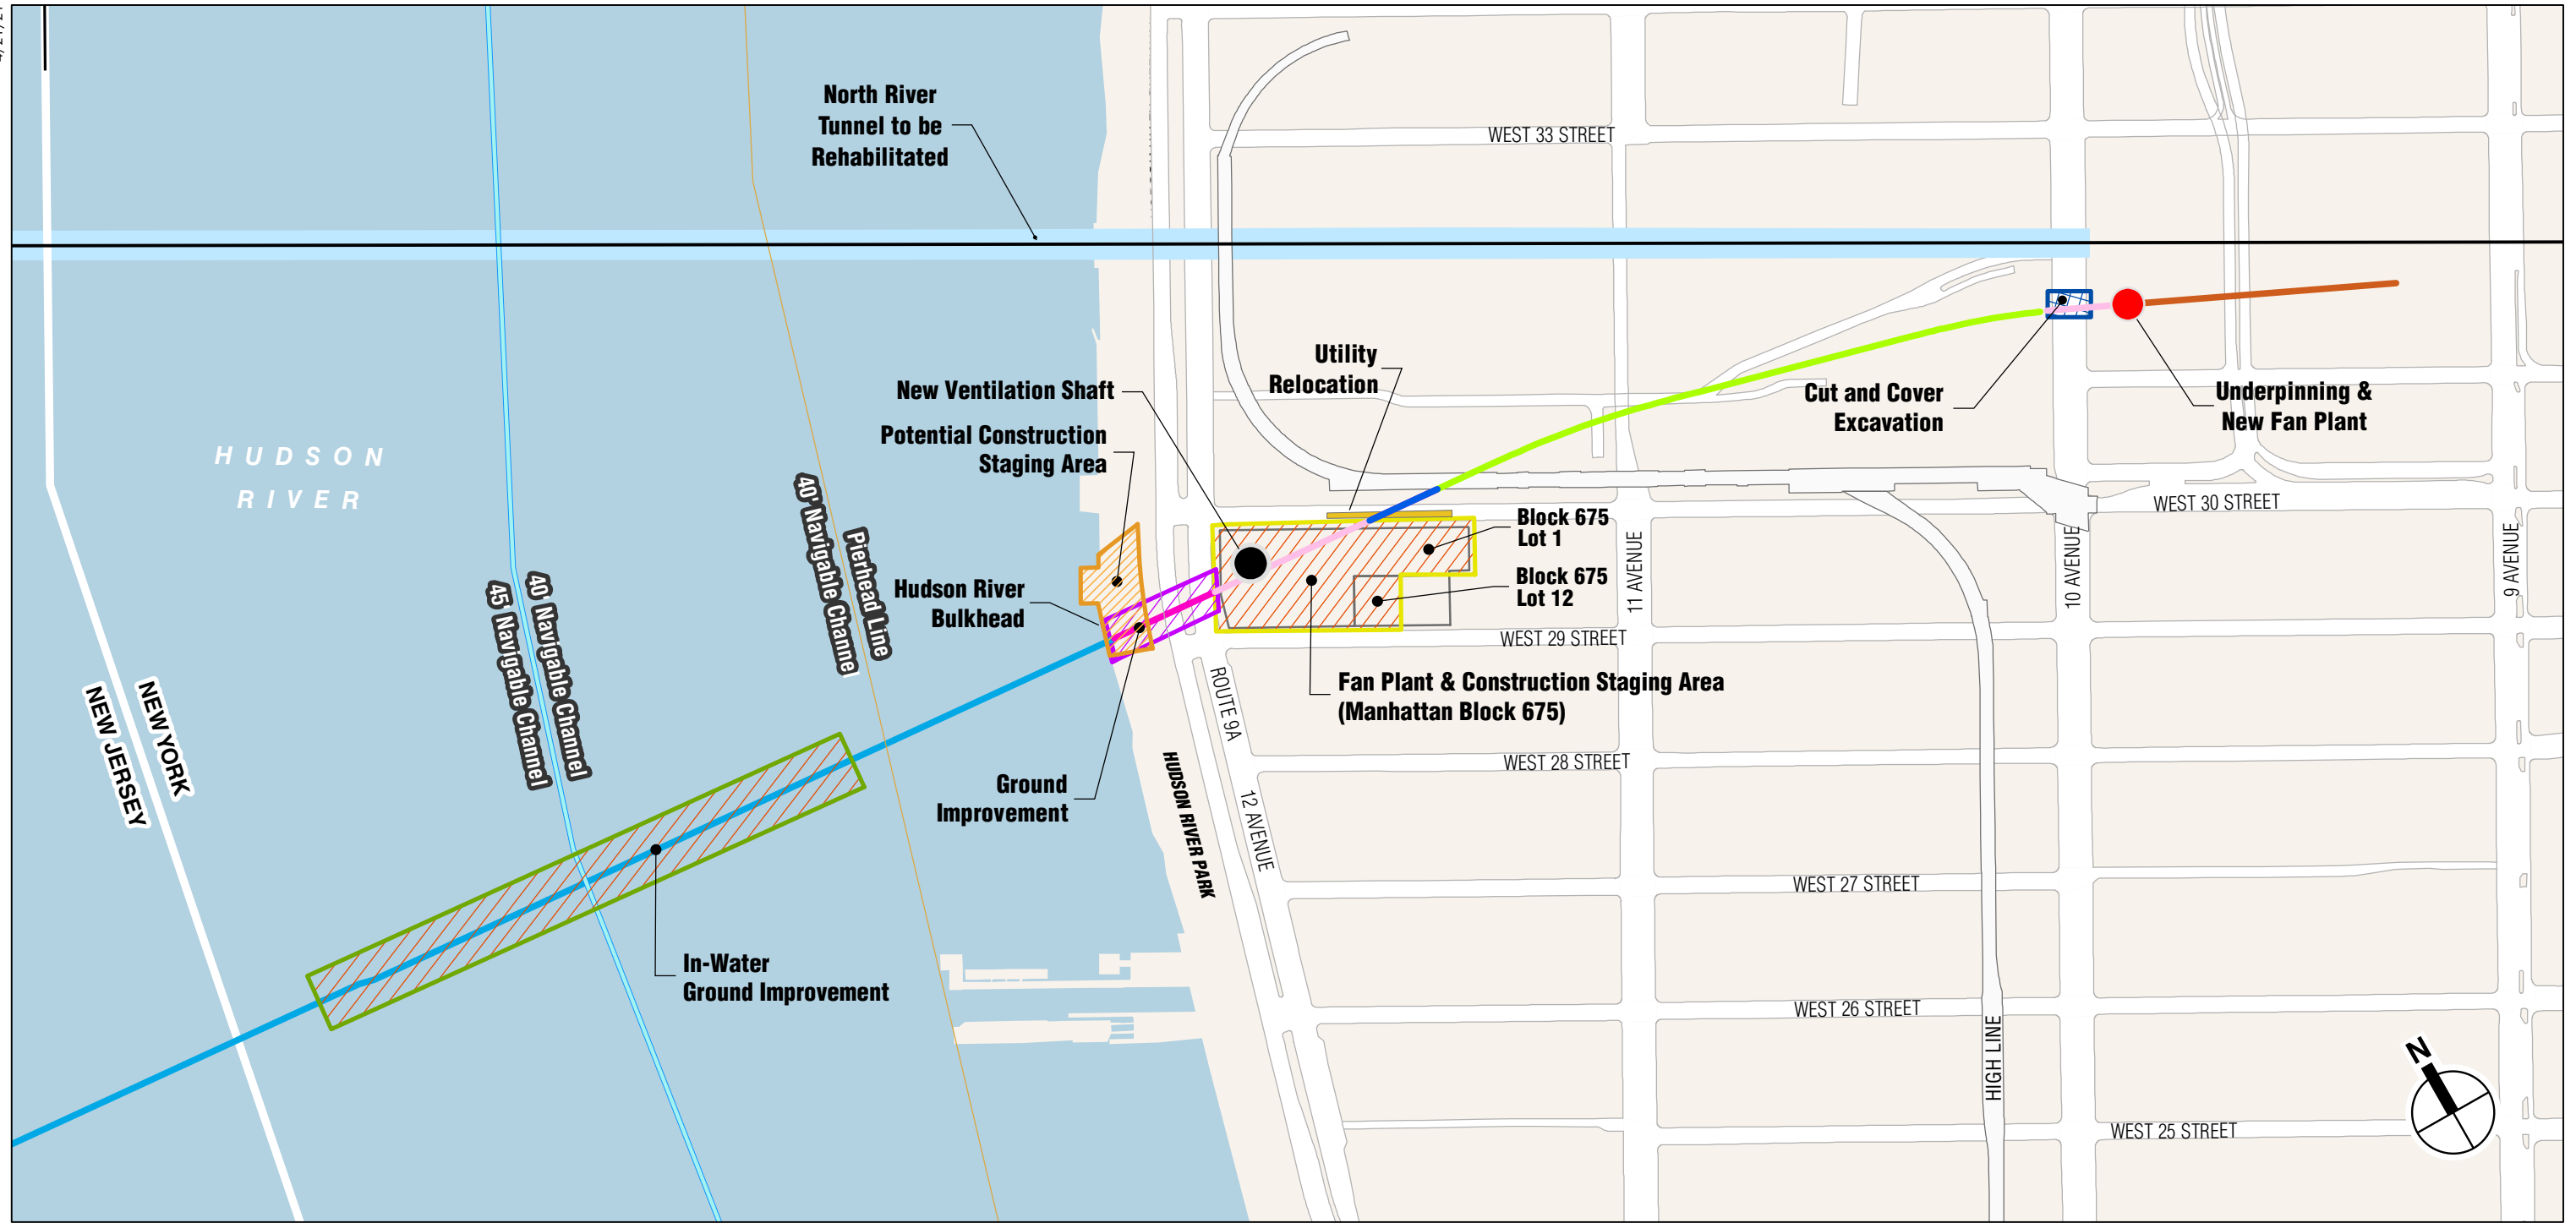 North River
Tunnel to be
Rehabilitated
WEST 33 STREET
Utility
Relocation
New Ventilation Shaft
Potential Construction
Staging Area
Cut and Cover
Excavation
Underpinning &
New Fan Plant
HUDSON
RIVER
WEST 30 STREET
Block 675
Lot 1
Block 675
Lot 12
11 AVENUE
10 AVENUE
9 AVENUE
Pierhead Line
40' Navigable Channe
40' Navigable Channel
45' Navigable Channel
Hudson River
Bulkhead
WEST 29 STREET
Fan Plant & Construction Staging Area
(Manhattan Block 675)
ROUTE 9A
NEW YORK
NEW JERSEY
WEST 28 STREET
Ground
Improvement
HUDSON RIVER PARK
12 AVENUE
WEST 27 STREET
In-Water
Ground Improvement
WEST 26 STREET
HIGH LINE
N
WEST 25 STREET